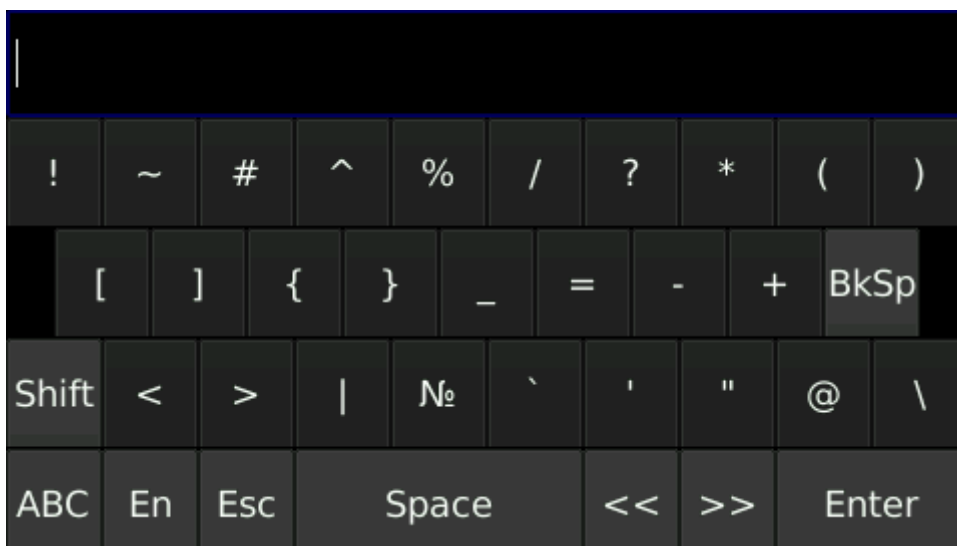 ! ~ # ^ % / ? * ( )
[ ] { } _ = - + BkSp
Shift < > | № ` ' " @ \
ABC En Esc Space << >> Enter